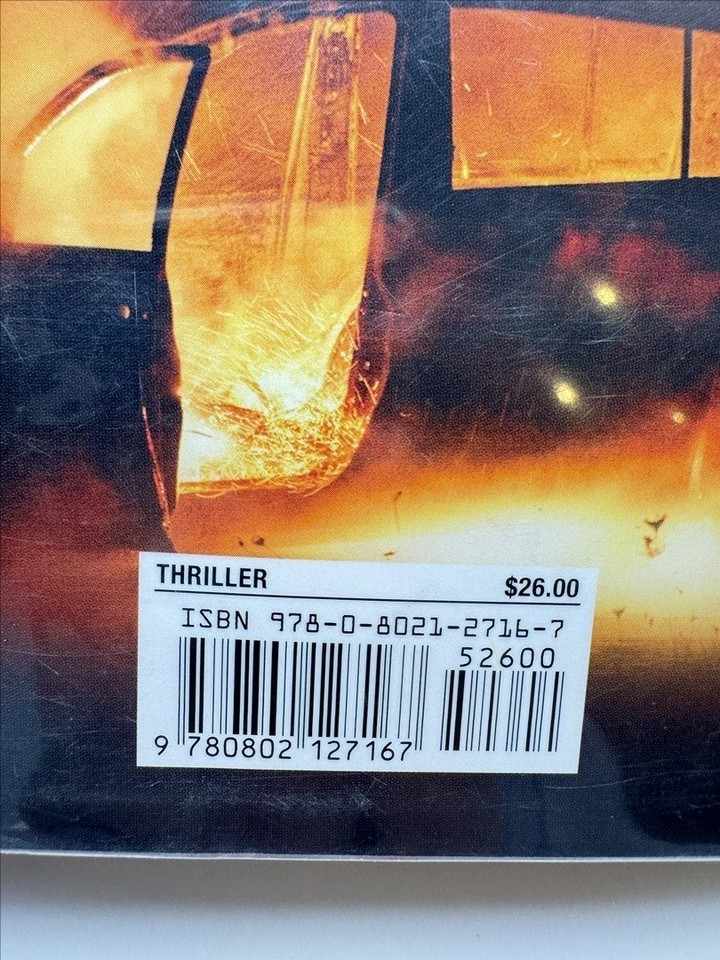 THRILLER $26.00
ISBN 978-0-8021-2716-7
52600
9 780802 127167